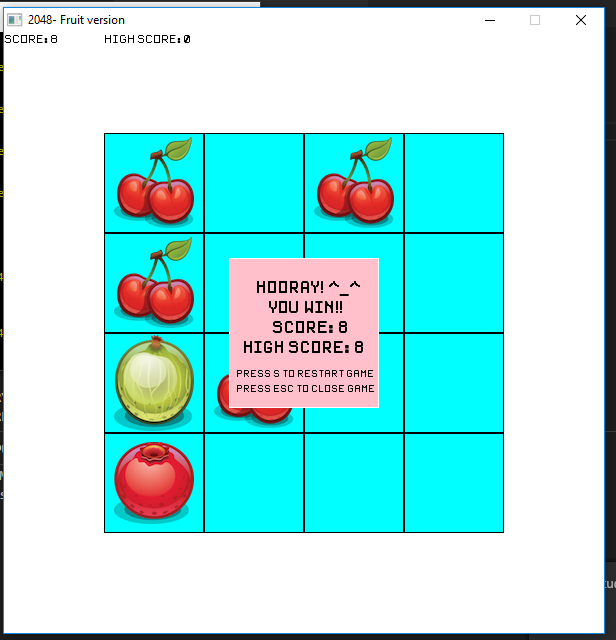 2048- Fruit version
SCORE: 8 HIGH SCORE: 0
HOORAY! ^_^
YOU WIN!!
SCORE: 8
HIGH SCORE: 8
PRESS S TO RESTART GAME
PRESS ESC TO CLOSE GAME